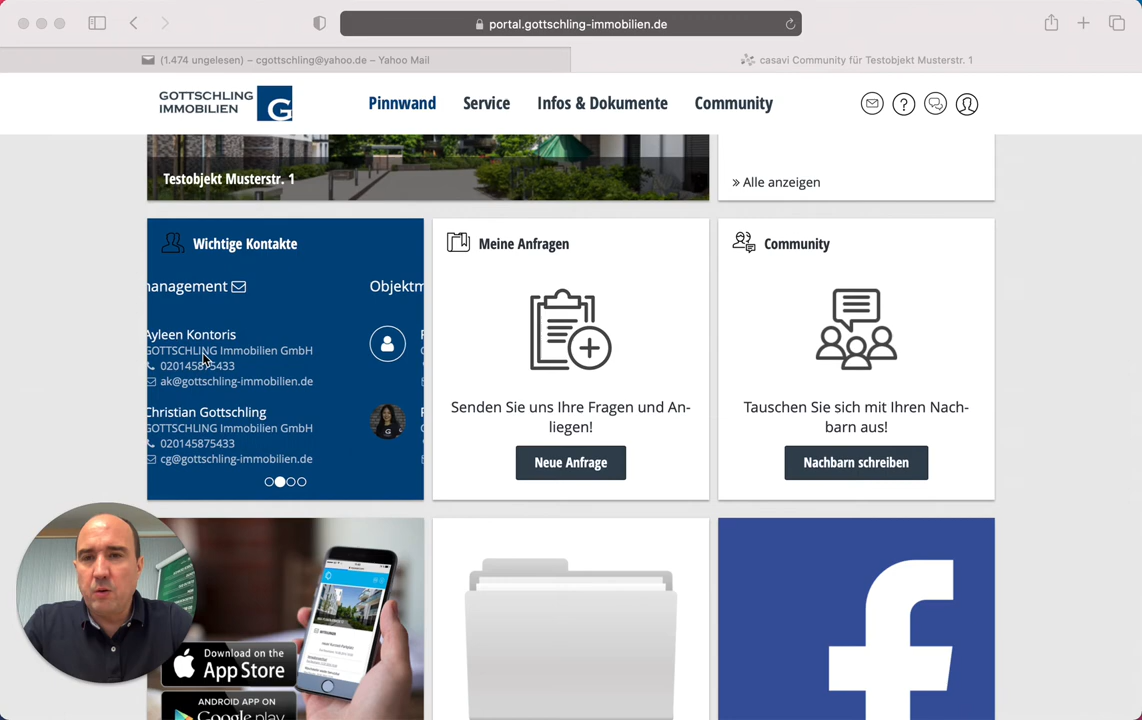 portal.gottschling-immobilien.de
(1.474 ungelesen) – cgottschling@yahoo.de – Yahoo Mail
casavi Community für Testobjekt Musterstr. 1
GOTTSCHLING
IMMOBILIEN
G
Pinnwand
Service
Infos & Dokumente
Community
?
Testobjekt Musterstr. 1
» Alle anzeigen
Wichtige Kontakte
anagement
Objektm
Ayleen Kontoris
GOTTSCHLING Immobilien GmbH
020145875433
ak@gottschling-immobilien.de
Christian Gottschling
GOTTSCHLING Immobilien GmbH
020145875433
cg@gottschling-immobilien.de
Meine Anfragen
Senden Sie uns Ihre Fragen und An-
liegen!
Neue Anfrage
Community
Tauschen Sie sich mit Ihren Nach-
barn aus!
Nachbarn schreiben
Download on the
App Store
ANDROID APP ON
Google play
f